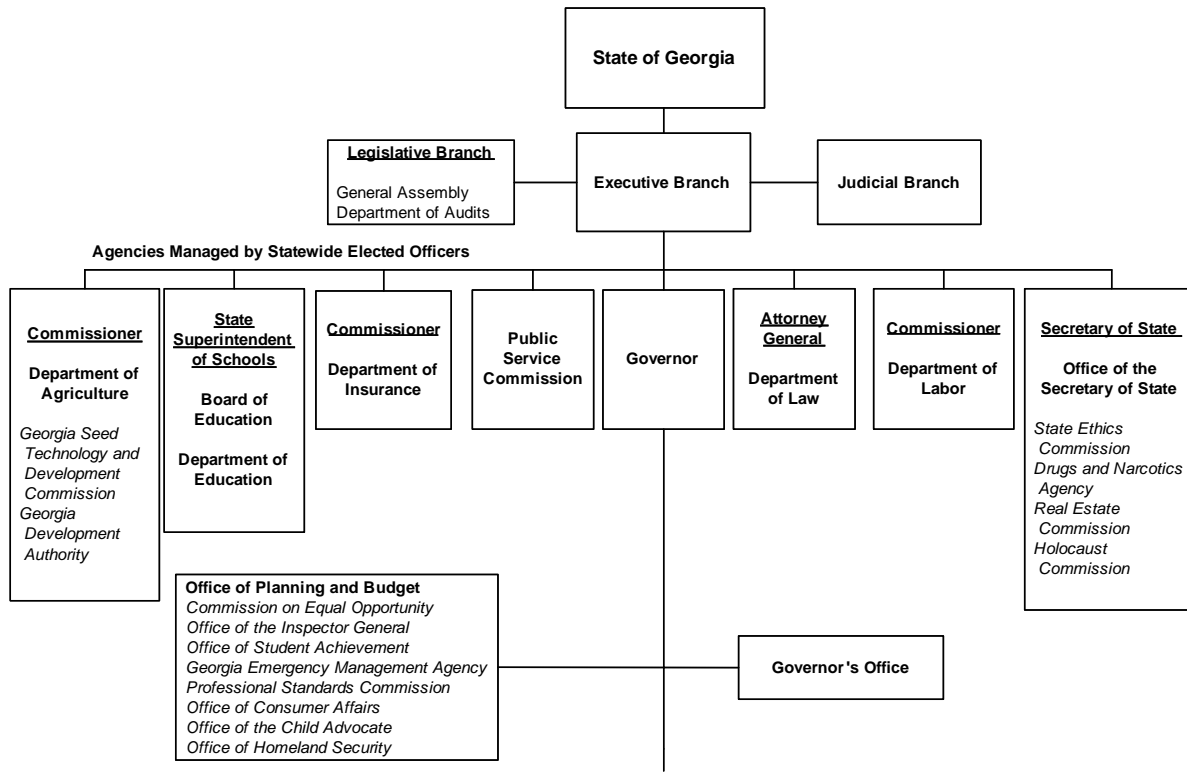 State of Georgia
Legislative Branch
General Assembly
Department of Audits
Executive Branch
Judicial Branch
Agencies Managed by Statewide Elected Officers
Commissioner
Department of
Agriculture
Georgia Seed
Technology and
Development
Commission
Georgia
Development
Authority
State
Superintendent
of Schools
Board of
Education
Department of
Education
Commissioner
Department of
Insurance
Public
Service
Commission
Governor
Attorney
General
Department
of Law
Commissioner
Department of
Labor
Secretary of State
Office of the
Secretary of State
State Ethics
Commission
Drugs and Narcotics
Agency
Real Estate
Commission
Holocaust
Commission
Office of Planning and Budget
Commission on Equal Opportunity
Office of the Inspector General
Office of Student Achievement
Georgia Emergency Management Agency
Professional Standards Commission
Office of Consumer Affairs
Office of the Child Advocate
Office of Homeland Security
Governor's Office